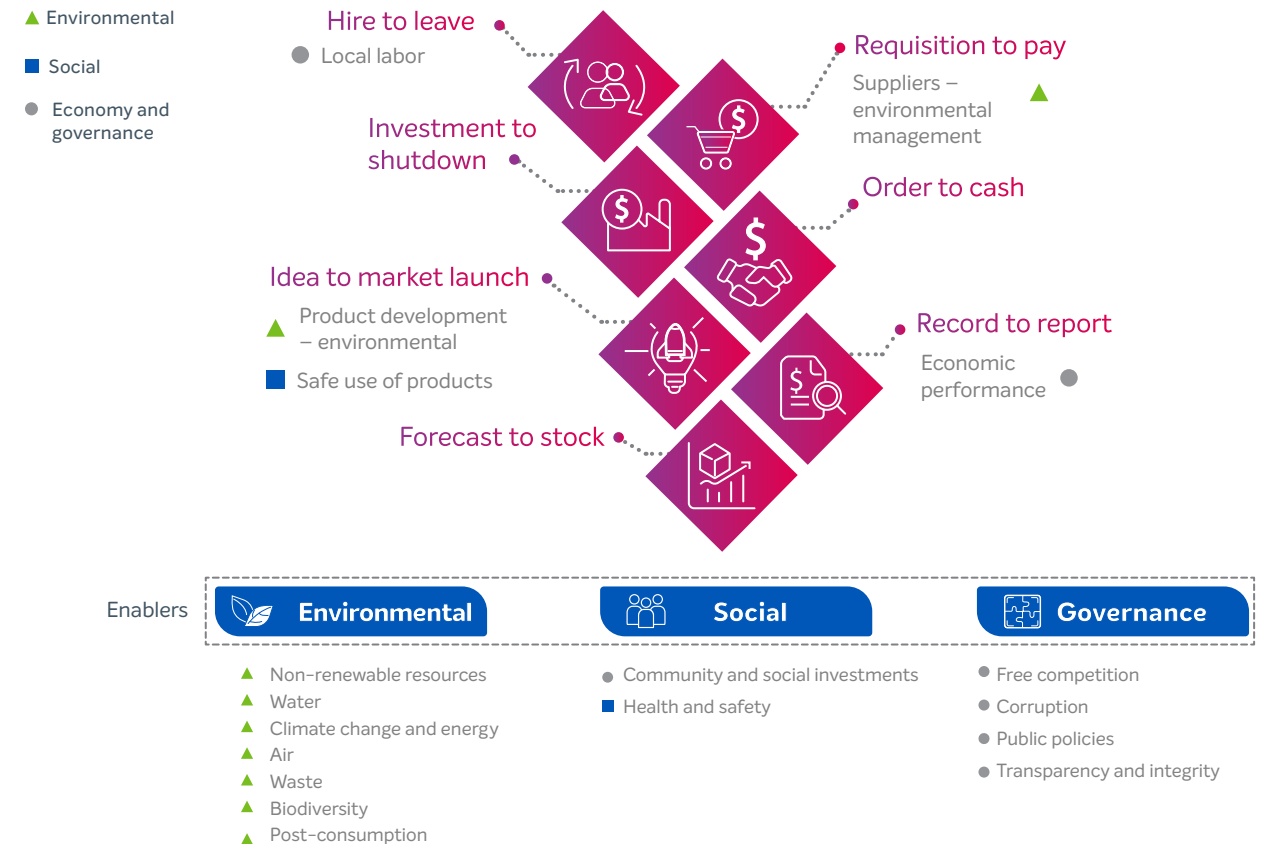 Environmental
Social
Economy and
governance
Hire to leave
Local labor
Requisition to pay
Suppliers –
environmental
management
Investment to
shutdown
Order to cash
Idea to market launch
Product development
– environmental
Safe use of products
Record to report
Economic
performance
Forecast to stock
$
$
$
$
Enablers
Environmental
Social
Governance
Non-renewable resources
Water
Climate change and energy
Air
Waste
Biodiversity
Post-consumption
Community and social investments
Health and safety
Free competition
Corruption
Public policies
Transparency and integrity